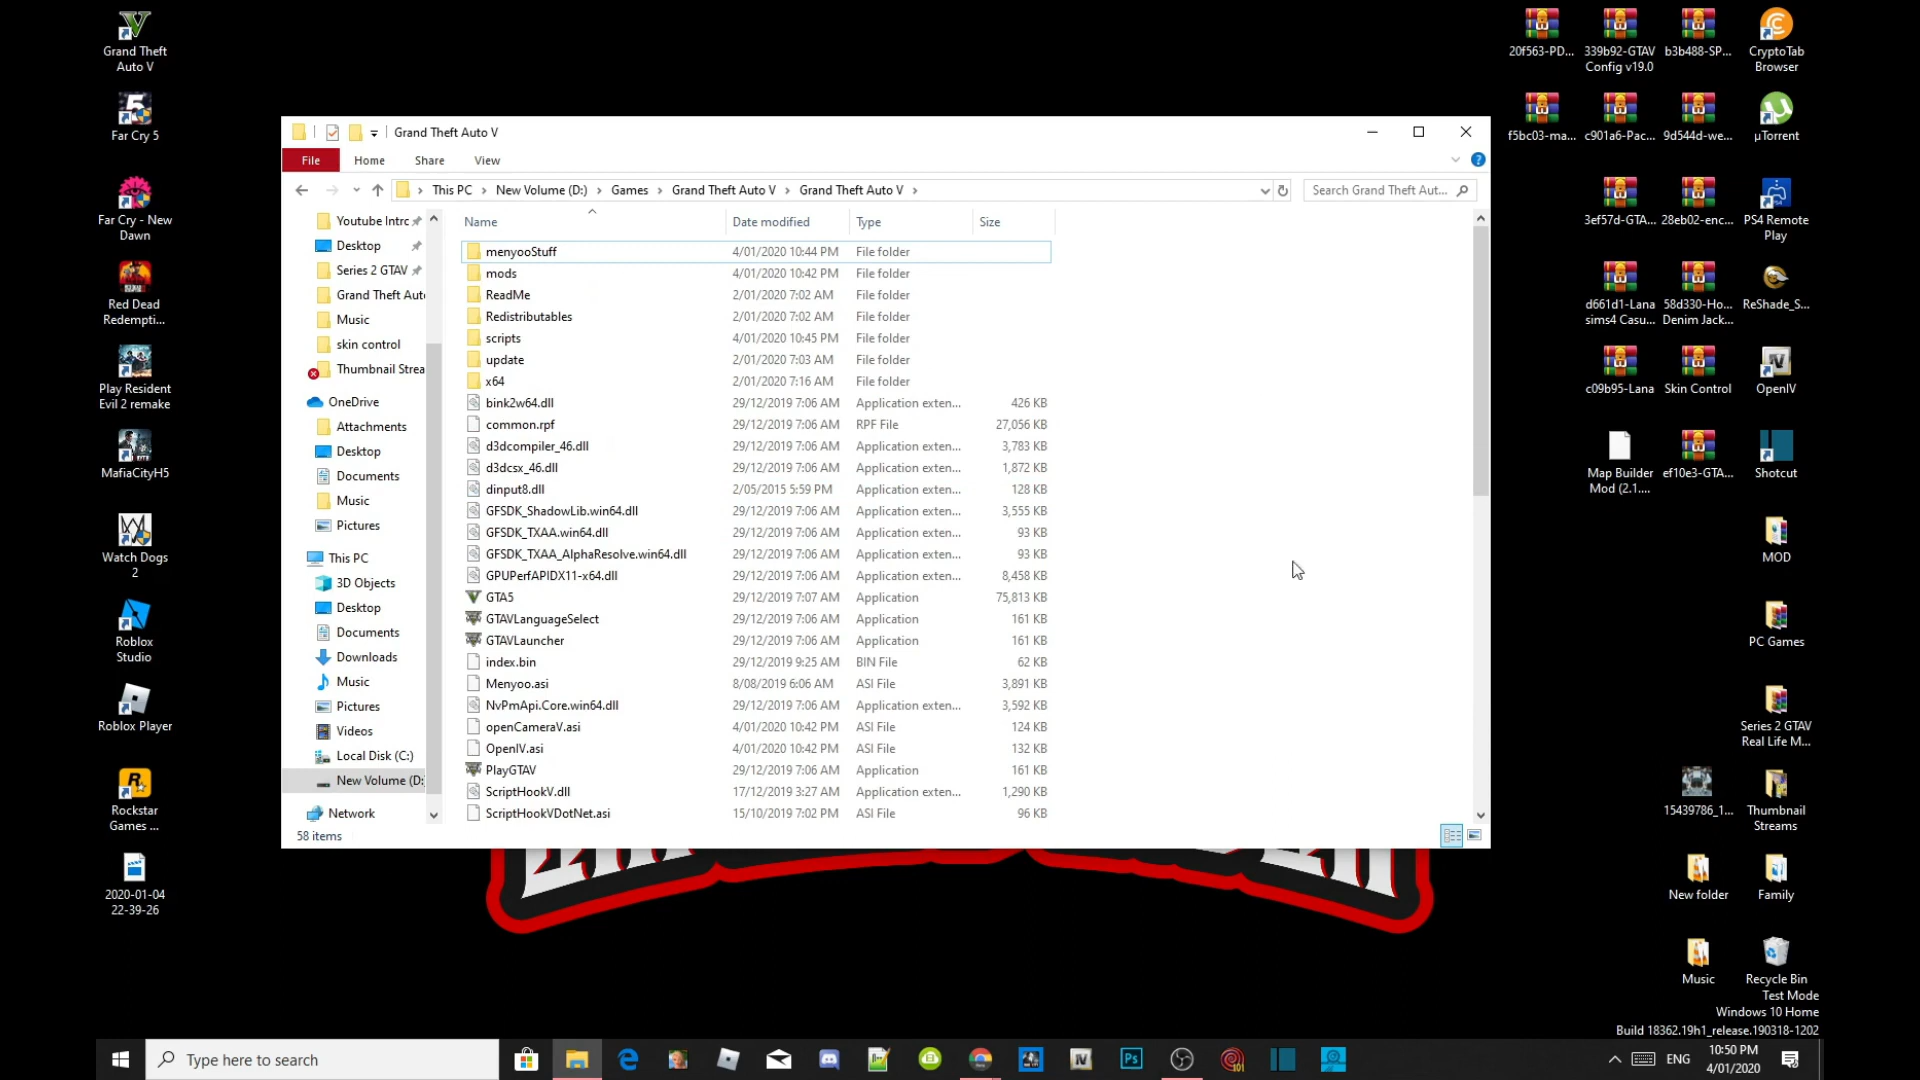 Grand Theft
Auto V
Far Cry 5
Far Cry - New
Dawn
Red Dead
Redempti...
Play Resident
Evil 2 remake
MafiaCityH5
Watch Dogs
2
Roblox
Studio
Roblox Player
Rockstar
Games ...
2020-01-04
22-39-26
Grand Theft Auto V
File Home Share View
This PC New Volume (D:) Games Grand Theft Auto V Grand Theft Auto V
Search Grand Theft Aut...
Youtube Intrc
Desktop
Series 2 GTAV
Grand Theft Aut
Music
skin control
Thumbnail Strea
OneDrive
Attachments
Desktop
Documents
Music
Pictures
This PC
3D Objects
Desktop
Documents
Downloads
Music
Pictures
Videos
Local Disk (C:)
New Volume (D:
Network
Name Date modified Type Size
menyooStuff 4/01/2020 10:44 PM File folder
mods 4/01/2020 10:42 PM File folder
ReadMe 2/01/2020 7:02 AM File folder
Redistributables 2/01/2020 7:02 AM File folder
scripts 4/01/2020 10:45 PM File folder
update 2/01/2020 7:03 AM File folder
x64 2/01/2020 7:16 AM File folder
bink2w64.dll 29/12/2019 7:06 AM Application exten... 426 KB
common.rpf 29/12/2019 7:06 AM RPF File 27,056 KB
d3dcompiler_46.dll 29/12/2019 7:06 AM Application exten... 3,783 KB
d3dcsx_46.dll 29/12/2019 7:06 AM Application exten... 1,872 KB
dinput8.dll 2/05/2015 5:59 PM Application exten... 128 KB
GFSDK_ShadowLib.win64.dll 29/12/2019 7:06 AM Application exten... 3,555 KB
GFSDK_TXAA.win64.dll 29/12/2019 7:06 AM Application exten... 93 KB
GFSDK_TXAA_AlphaResolve.win64.dll 29/12/2019 7:06 AM Application exten... 93 KB
GPUPerfAPIDX11-x64.dll 29/12/2019 7:06 AM Application exten... 8,458 KB
GTA5 29/12/2019 7:07 AM Application 75,813 KB
GTAVLanguageSelect 29/12/2019 7:06 AM Application 161 KB
GTAVLauncher 29/12/2019 7:06 AM Application 161 KB
index.bin 29/12/2019 9:25 AM BIN File 62 KB
Menyoo.asi 8/08/2019 6:06 AM ASI File 3,891 KB
NvPmApi.Core.win64.dll 29/12/2019 7:06 AM Application exten... 3,592 KB
openCameraV.asi 4/01/2020 10:42 PM ASI File 124 KB
OpenIV.asi 4/01/2020 10:42 PM ASI File 132 KB
PlayGTAV 29/12/2019 7:06 AM Application 161 KB
ScriptHookV.dll 17/12/2019 3:27 AM Application exten... 1,290 KB
ScriptHookVDotNet.asi 15/10/2019 7:02 PM ASI File 96 KB
58 items
20f563-PD...
339b92-GTAV
Config v19.0
b3b488-SP...
CryptoTab
Browser
f5bc03-ma...
c901a6-Pac...
9d544d-we...
µTorrent
3ef57d-GTA...
28eb02-enc...
PS4 Remote
Play
d661d1-Lana
sims4 Casu...
58d330-Ho...
Denim Jack...
ReShade_S...
c09b95-Lana
Skin Control
OpenIV
Map Builder
Mod (2.1....
ef10e3-GTA...
Shotcut
MOD
PC Games
Series 2 GTAV
Real Life M...
15439786_1...
Thumbnail
Streams
New folder
Family
Music
Recycle Bin
Test Mode
Windows 10 Home
Build 18362.19h1_release.190318-1202
Type here to search
Ps
101
ENG
10:50 PM
4/01/2020